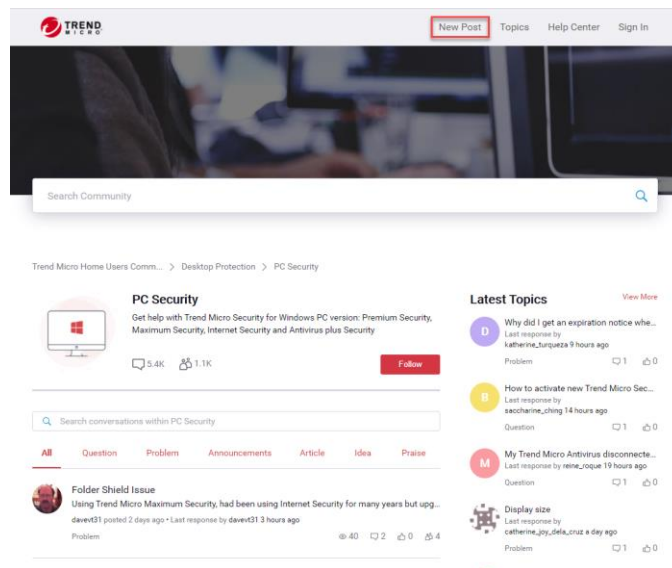 TREND
MICRO
New Post
Topics
Help Center
Sign In
Search Community
Trend Micro Home Users Comm... > Desktop Protection > PC Security
PC Security
Get help with Trend Micro Security for Windows PC version: Premium Security,
Maximum Security, Internet Security and Antivirus plus Security
5.4K
1.1K
Follow
Search conversations within PC Security
All
Question
Problem
Announcements
Article
Idea
Praise
Folder Shield Issue
Using Trend Micro Maximum Security, had been using Internet Security for many years but upg...
davevt31 posted 2 days ago • Last response by davevt31 3 hours ago
Problem
40
2
0
4
Latest Topics
View More
D
Why did I get an expiration notice whe...
Last response by
katherine_turqueza 9 hours ago
Problem
1
0
B
How to activate new Trend Micro Sec...
Last response by
saccharine_ching 14 hours ago
Question
1
0
M
My Trend Micro Antivirus disconnecte...
Last response by reine_roque 19 hours ago
Question
1
0
Display size
Last response by
catherine_joy_dela_cruz a day
ago
Problem
1
0